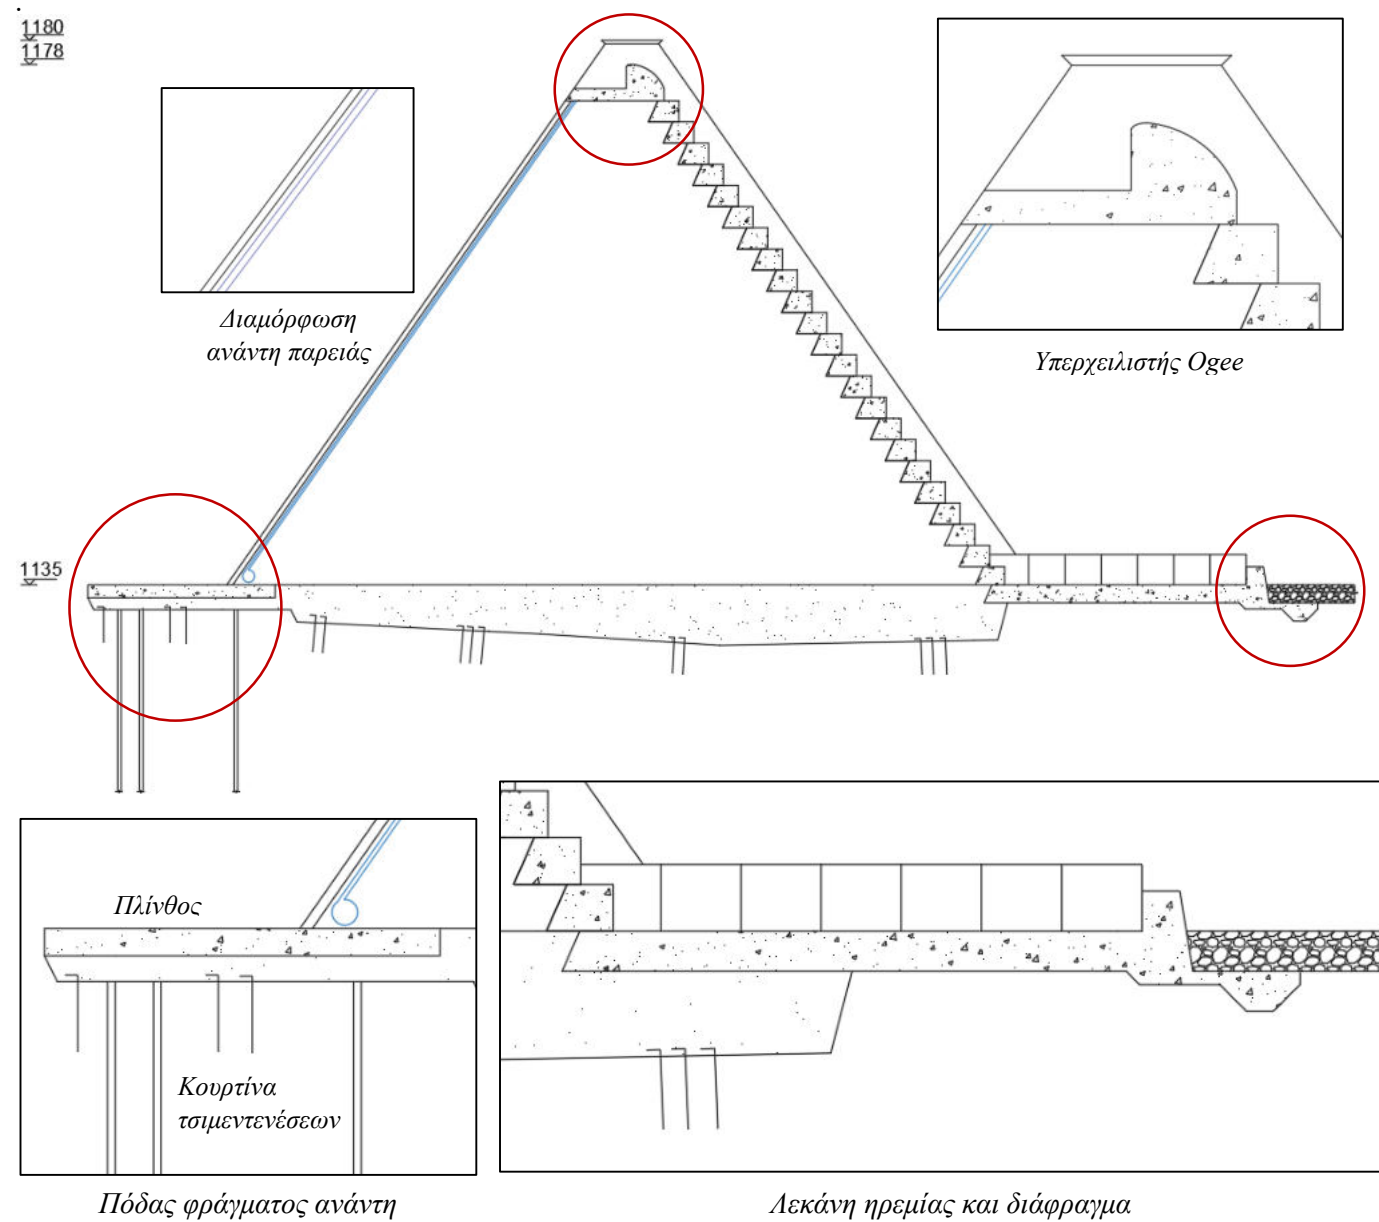 1180
1178
Διαμόρφωση
ανάντη παρειάς
Υπερχειλιστής Ogee
1135
Πλίνθος
Κουρτίνα
τσιμεντενέσεων
Πόδας φράγματος ανάντη
Λεκάνη ηρεμίας και διάφραγμα